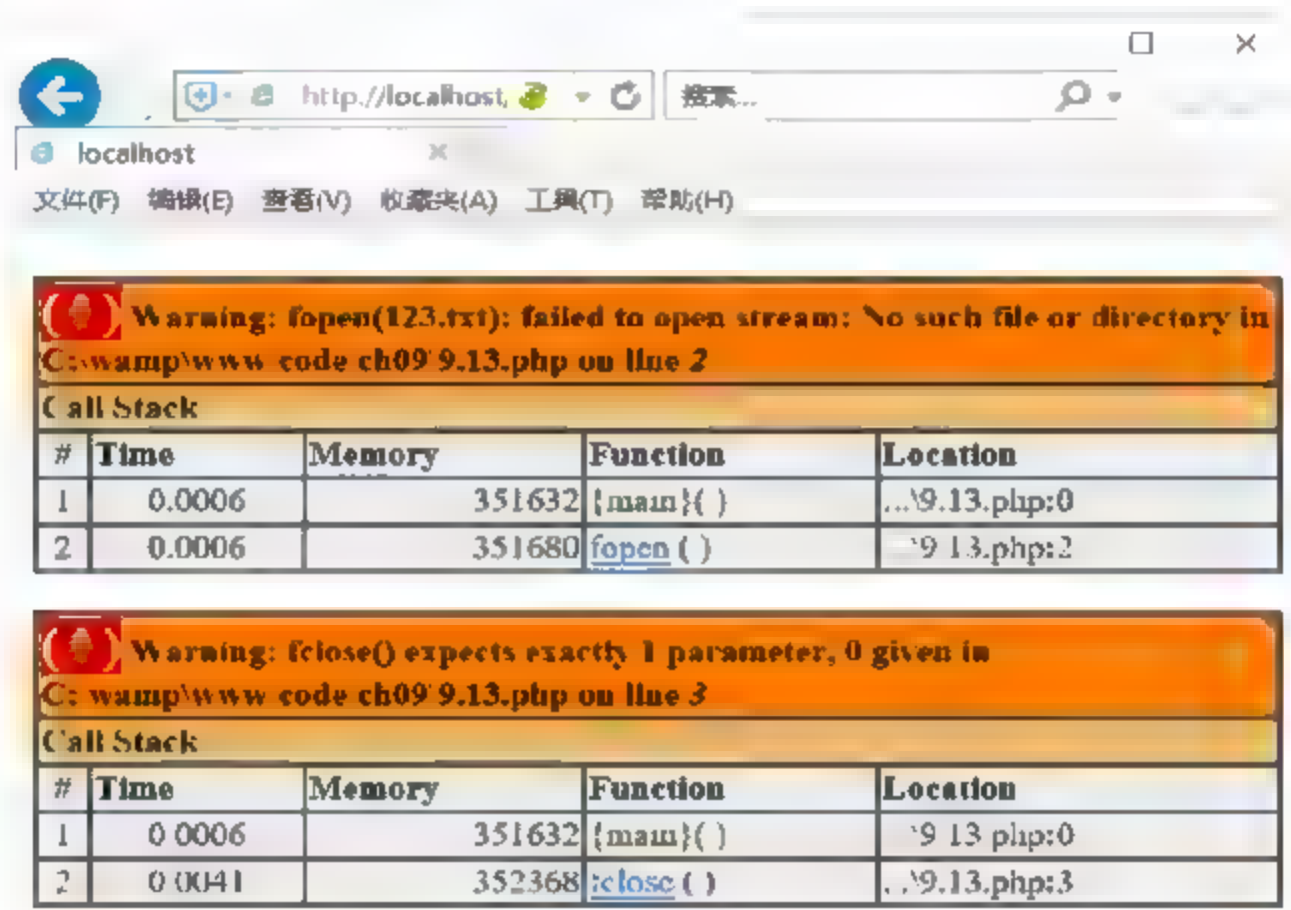 http://localhost, 搜索...
localhost ×
文件(F) 编辑(E) 查看(V) 收藏夹(A) 工具(T) 帮助(H)
( ! ) Warning: fopen(123.txt): failed to open stream: No such file or directory in
C:\wamp\www code ch09 9.13.php on line 2
Call Stack
# Time Memory Function Location
1 0.0006 351632 {main}( ) ...\9.13.php:0
2 0.0006 351680 fopen ( ) \9.13.php:2
( ! ) Warning: fclose() expects exactly 1 parameter, 0 given in
C: wamp\www code ch09 9.13.php on line 3
Call Stack
# Time Memory Function Location
1 0.0006 351632 {main}( ) \9.13.php:0
2 0.0041 352368 fclose ( ) ..\9.13.php:3